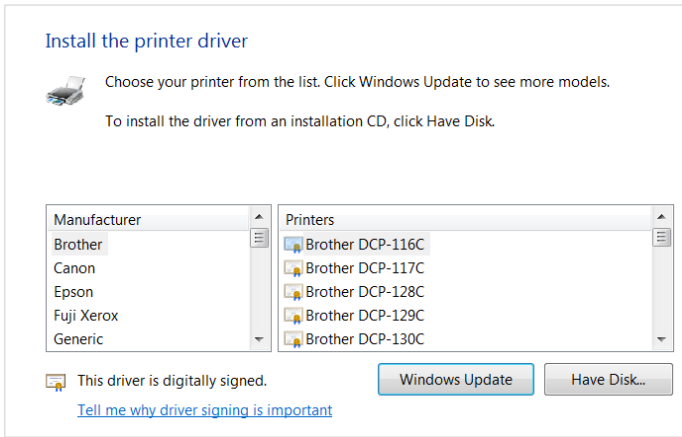 Install the printer driver
Choose your printer from the list. Click Windows Update to see more models.
To install the driver from an installation CD, click Have Disk.
Manufacturer
Brother
Canon
Epson
Fuji Xerox
Generic
Printers
Brother DCP-116C
Brother DCP-117C
Brother DCP-128C
Brother DCP-129C
Brother DCP-130C
This driver is digitally signed.
Tell me why driver signing is important
Windows Update
Have Disk...